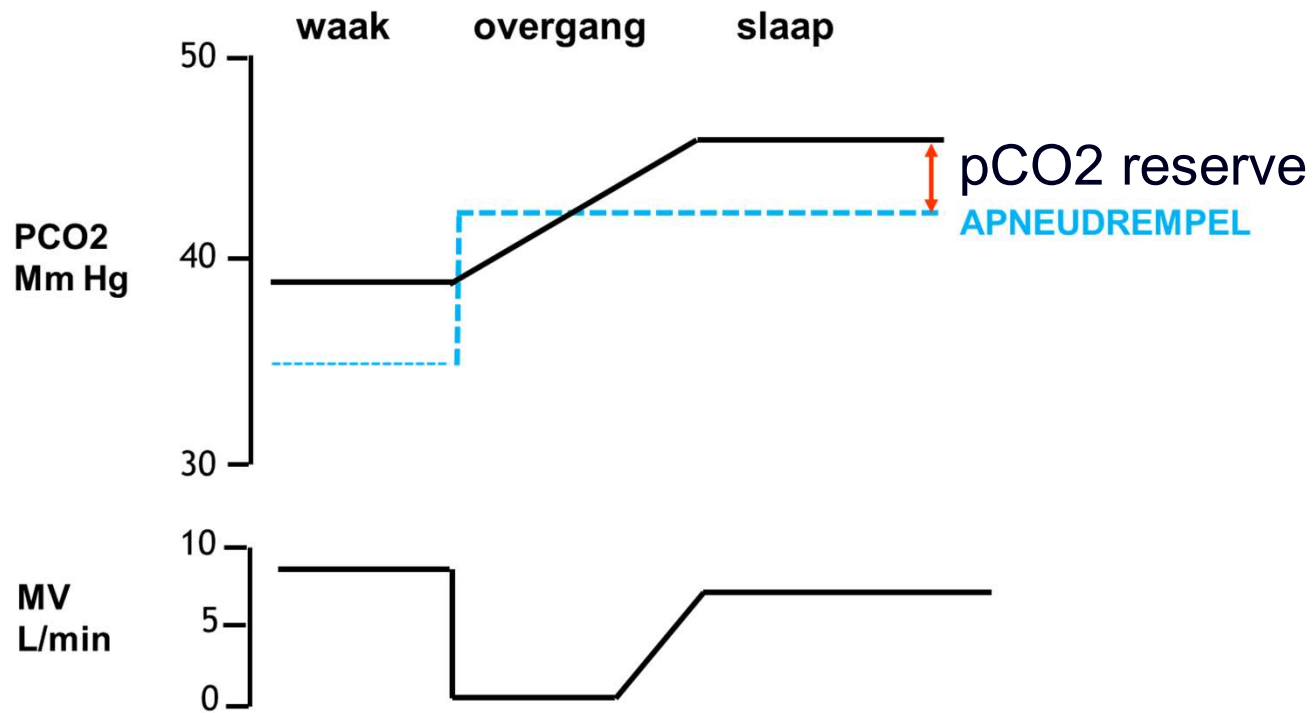 waak overgang slaap
50
pCO2 reserve
APNEUDREMPEL
PCO2
Mm Hg
40
30
10
MV
L/min
5
0